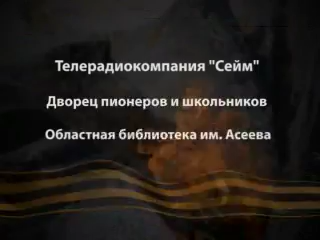 Телерадиокомпания "Сейм"
Дворец пионеров и школьников
Областная библиотека им. Асеева